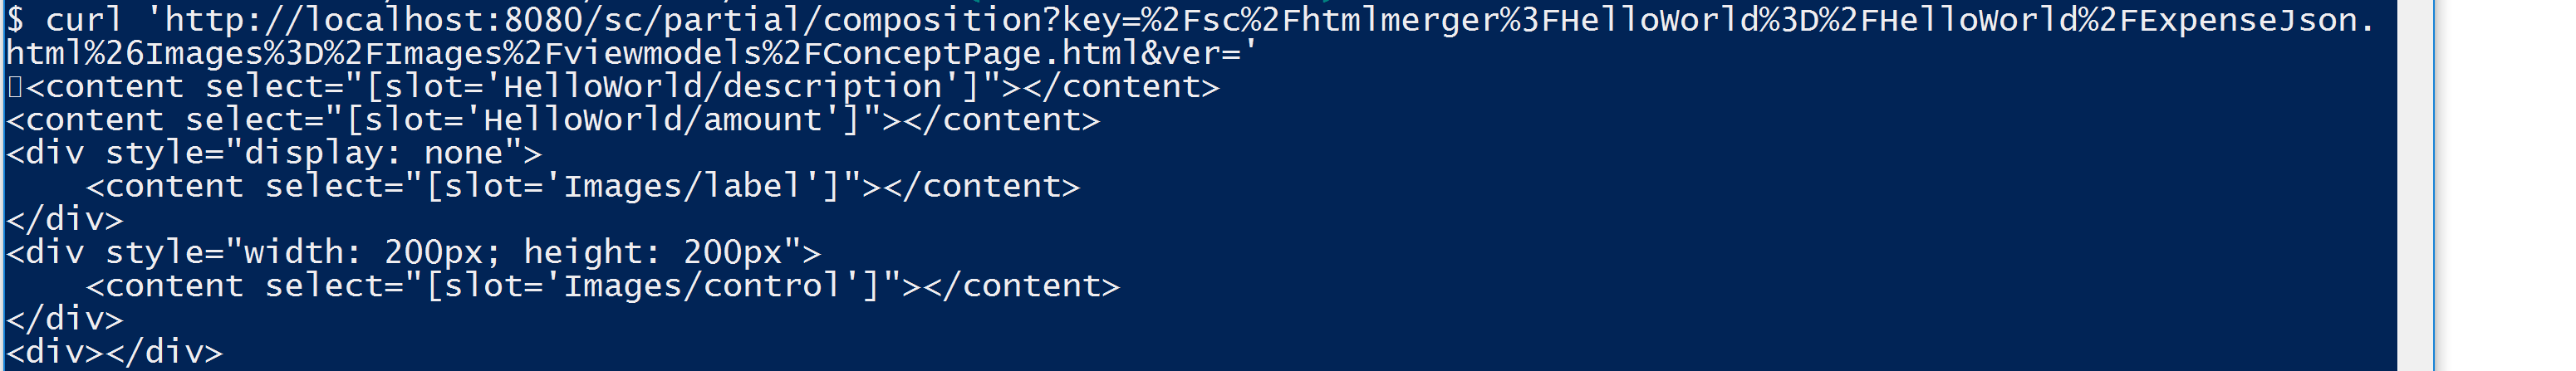 $ curl 'http://localhost:8080/sc/partial/composition?key=%2Fsc%2Fhtmlmerger%3FHelloWorld%3D%2FHelloWorld%2FExpenseJson.
html%26Images%3D%2FImages%2Fviewmodels%2FConceptPage.html&ver='
▯<content select="[slot='HelloWorld/description']"></content>
<content select="[slot='HelloWorld/amount']"></content>
<div style="display: none">
    <content select="[slot='Images/label']"></content>
</div>
<div style="width: 200px; height: 200px">
    <content select="[slot='Images/control']"></content>
</div>
<div></div>